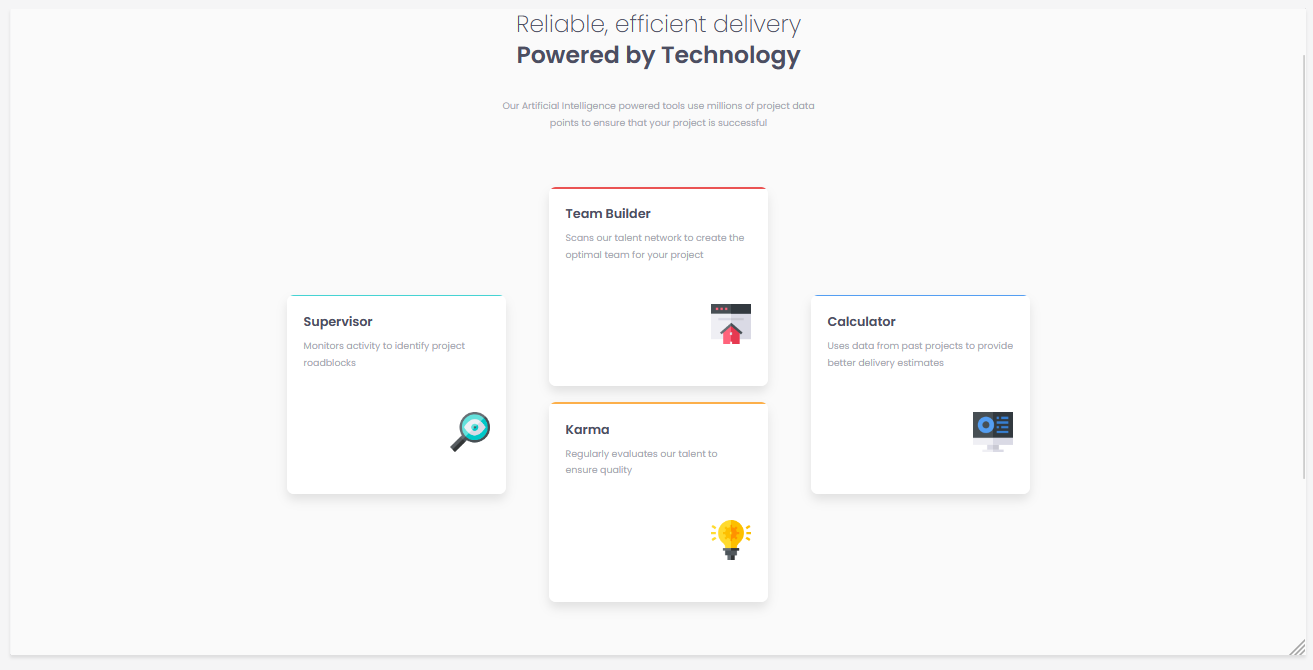 Reliable, efficient delivery
Powered by Technology
Our Artificial Intelligence powered tools use millions of project data
points to ensure that your project is successful
Team Builder
Scans our talent network to create the
optimal team for your project
Supervisor
Monitors activity to identify project
roadblocks
Calculator
Uses data from past projects to provide
better delivery estimates
Karma
Regularly evaluates our talent to
ensure quality